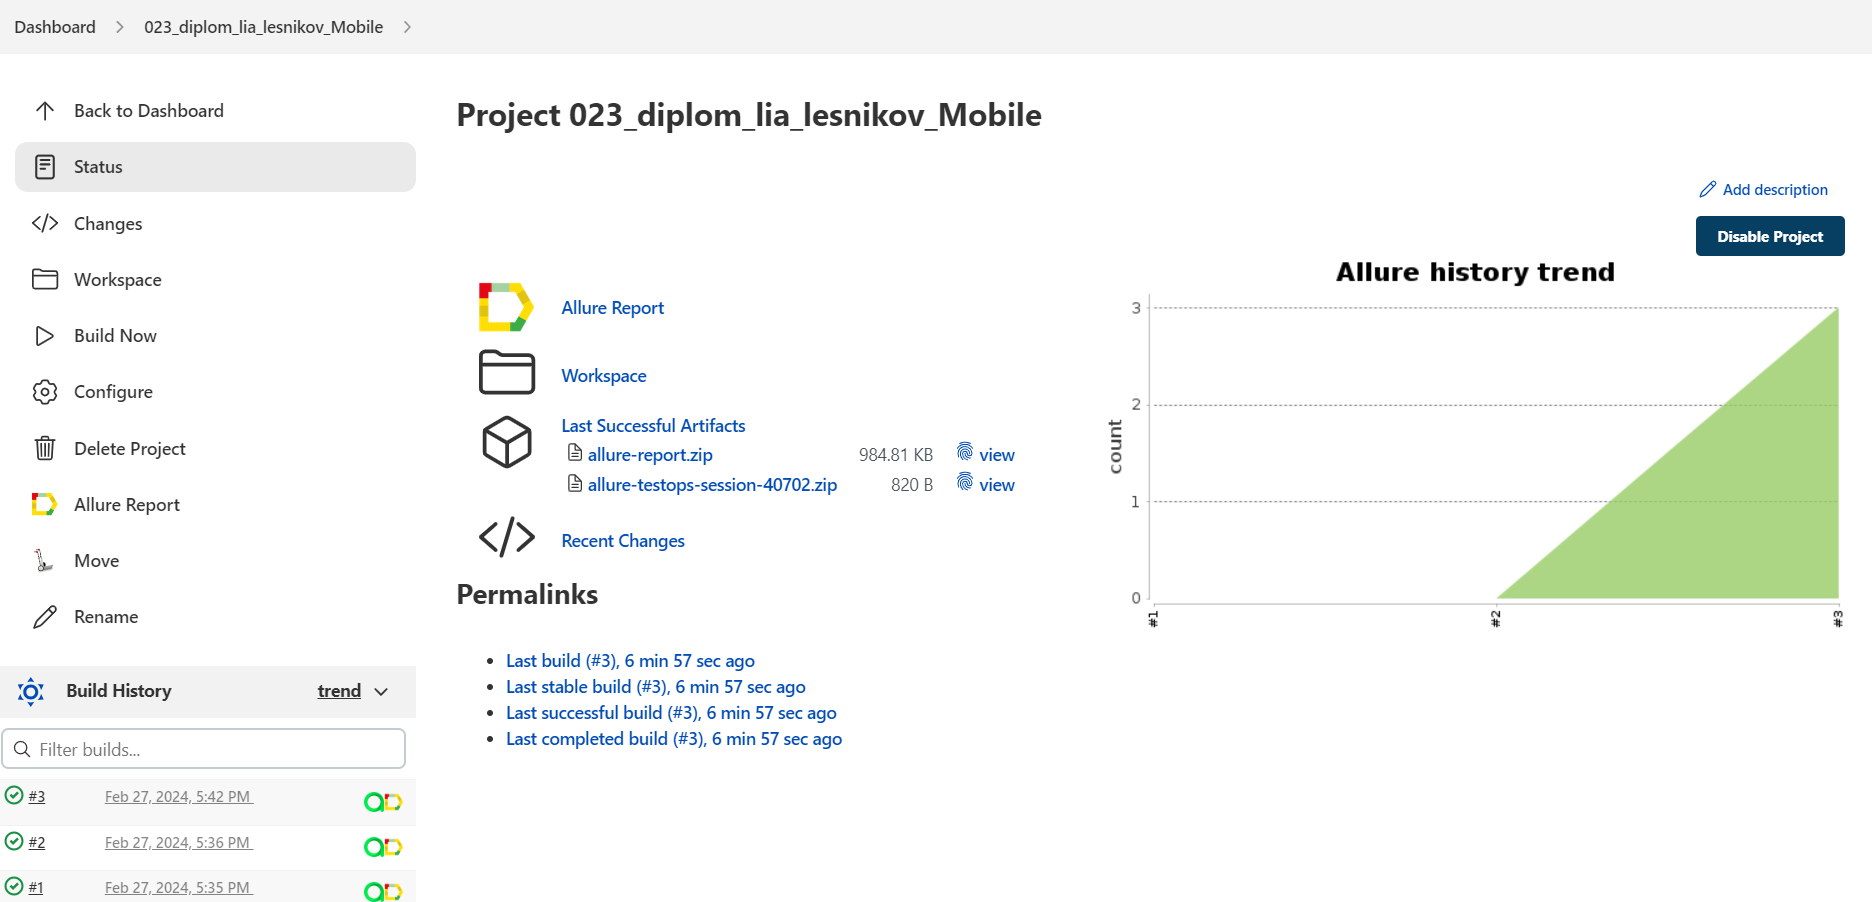 Dashboard
023_diplom_lia_lesnikov_Mobile
Back to Dashboard
Status
Changes
Workspace
Build Now
Configure
Delete Project
Allure Report
Move
Rename
Build History
trend
Filter builds...
#3 Feb 27, 2024, 5:42 PM
#2 Feb 27, 2024, 5:36 PM
#1 Feb 27, 2024, 5:35 PM
Project 023_diplom_lia_lesnikov_Mobile
Add description
Disable Project
Allure Report
Workspace
Last Successful Artifacts
allure-report.zip 984.81 KB view
allure-testops-session-40702.zip 820 B view
Recent Changes
Permalinks
Last build (#3), 6 min 57 sec ago
Last stable build (#3), 6 min 57 sec ago
Last successful build (#3), 6 min 57 sec ago
Last completed build (#3), 6 min 57 sec ago
Allure history trend
count
3
2
1
0
#1
#2
#3